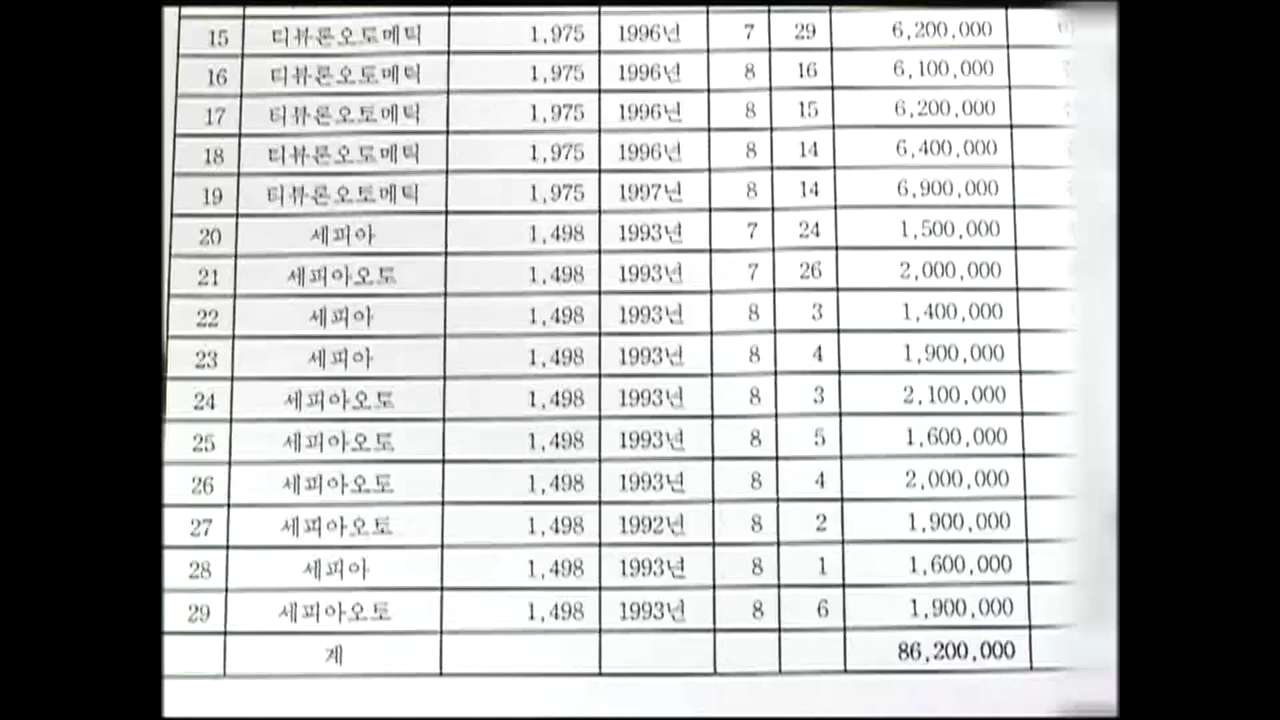 15 티뷰론오토메틱 1,975 1996년 7 29 6,200,000
16 티뷰론오토메틱 1,975 1996년 8 16 6,100,000
17 티뷰론오토메틱 1,975 1996년 8 15 6,200,000
18 티뷰론오토메틱 1,975 1996년 8 14 6,400,000
19 티뷰론오토메틱 1,975 1997년 8 14 6,900,000
20 세피아 1,498 1993년 7 24 1,500,000
21 세피아오토 1,498 1993년 7 26 2,000,000
22 세피아 1,498 1993년 8 3 1,400,000
23 세피아 1,498 1993년 8 4 1,900,000
24 세피아오토 1,498 1993년 8 3 2,100,000
25 세피아오토 1,498 1993년 8 5 1,600,000
26 세피아오토 1,498 1993년 8 4 2,000,000
27 세피아오토 1,498 1992년 8 2 1,900,000
28 세피아 1,498 1993년 8 1 1,600,000
29 세피아오토 1,498 1993년 8 6 1,900,000
계 86,200,000